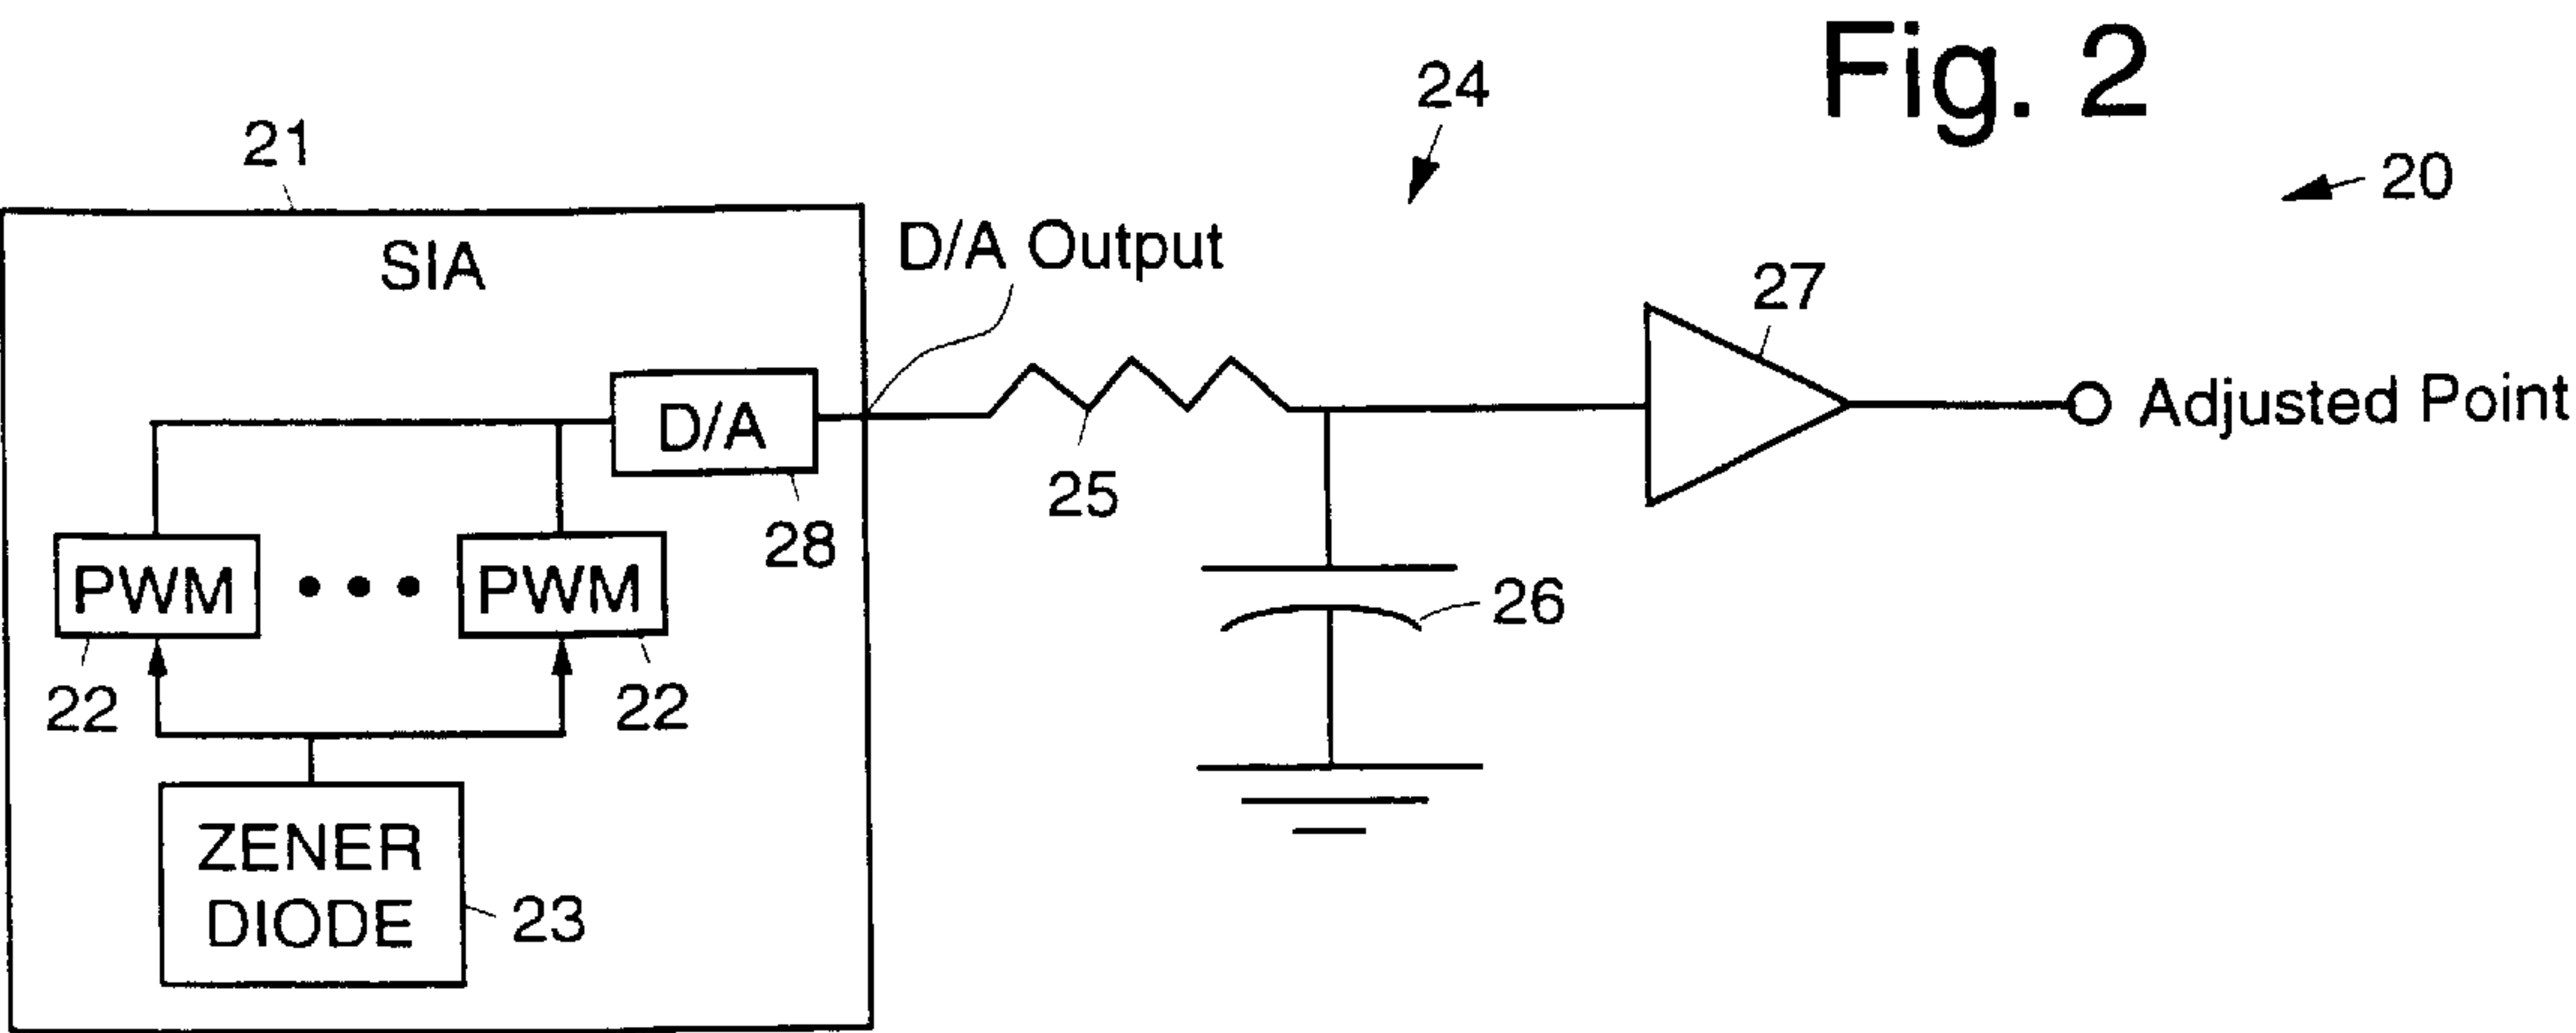 Fig. 2
24
20
21
SIA
D/A Output
27
D/A
Adjusted Point
25
28
PWM
PWM
26
22
22
ZENER
DIODE
23